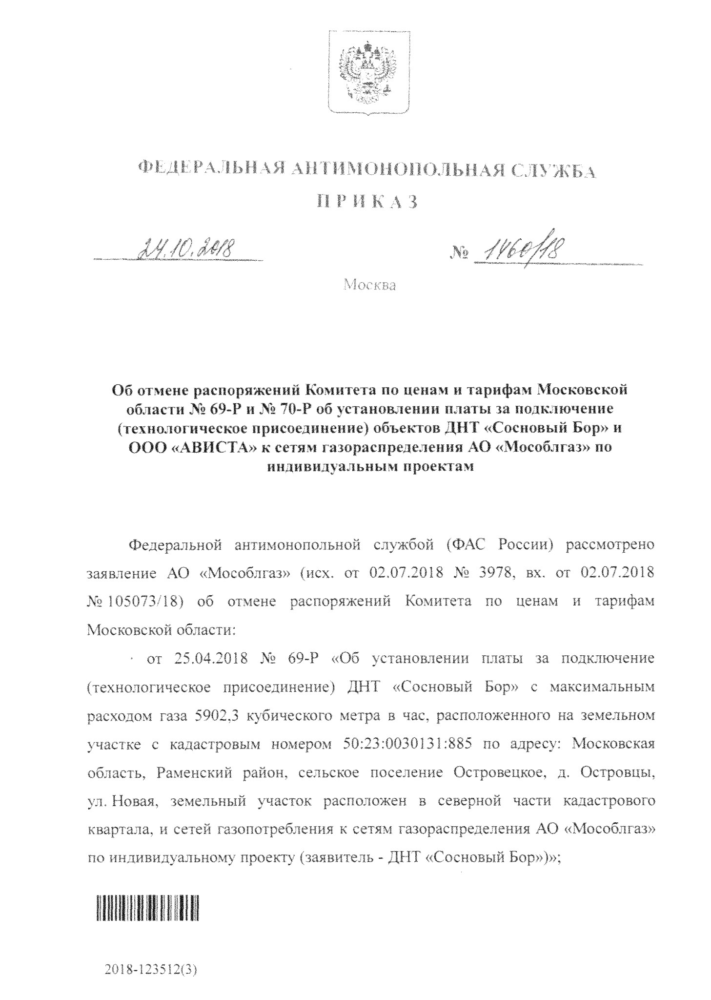 ФЕДЕРАЛЬНАЯ АНТИМОНОПОЛЬНАЯ СЛУЖБА
ПРИКАЗ
24.10.2018 № 1460/18
Москва
Об отмене распоряжений Комитета по ценам и тарифам Московской
области № 69-Р и № 70-Р об установлении платы за подключение
(технологическое присоединение) объектов ДНТ «Сосновый Бор» и
ООО «АВИСТА» к сетям газораспределения АО «Мособлгаз» по
индивидуальным проектам
Федеральной антимонопольной службой (ФАС России) рассмотрено
заявление АО «Мособлгаз» (исх. от 02.07.2018 № 3978, вх. от 02.07.2018
№ 105073/18) об отмене распоряжений Комитета по ценам и тарифам
Московской области:
· от 25.04.2018 № 69-Р «Об установлении платы за подключение
(технологическое присоединение) ДНТ «Сосновый Бор» с максимальным
расходом газа 5902,3 кубического метра в час, расположенного на земельном
участке с кадастровым номером 50:23:0030131:885 по адресу: Московская
область, Раменский район, сельское поселение Островецкое, д. Островцы,
ул. Новая, земельный участок расположен в северной части кадастрового
квартала, и сетей газопотребления к сетям газораспределения АО «Мособлгаз»
по индивидуальному проекту (заявитель - ДНТ «Сосновый Бор»)»;
2018-123512(3)